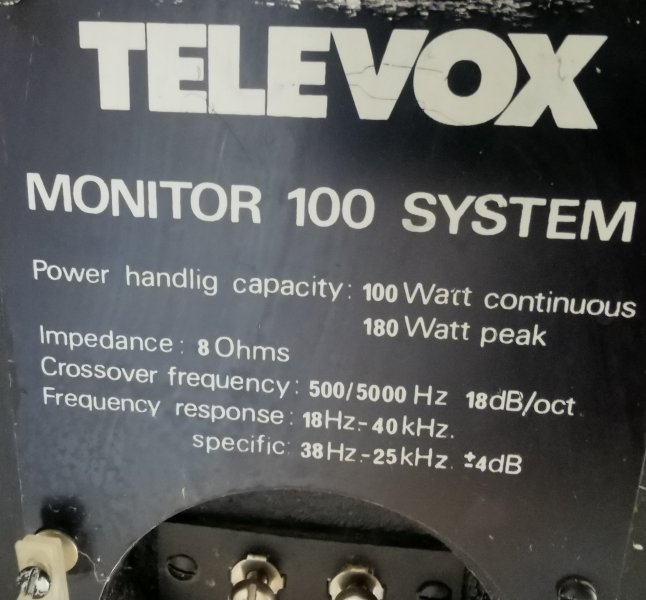 TELEVOX
MONITOR 100 SYSTEM
Power handlig capacity: 100 Watt continuous
180 Watt peak
Impedance: 8 Ohms
Crossover frequency: 500/5000 Hz 18dB/oct.
Frequency response: 18Hz-40kHz.
specific: 38Hz.-25kHz. ±4dB